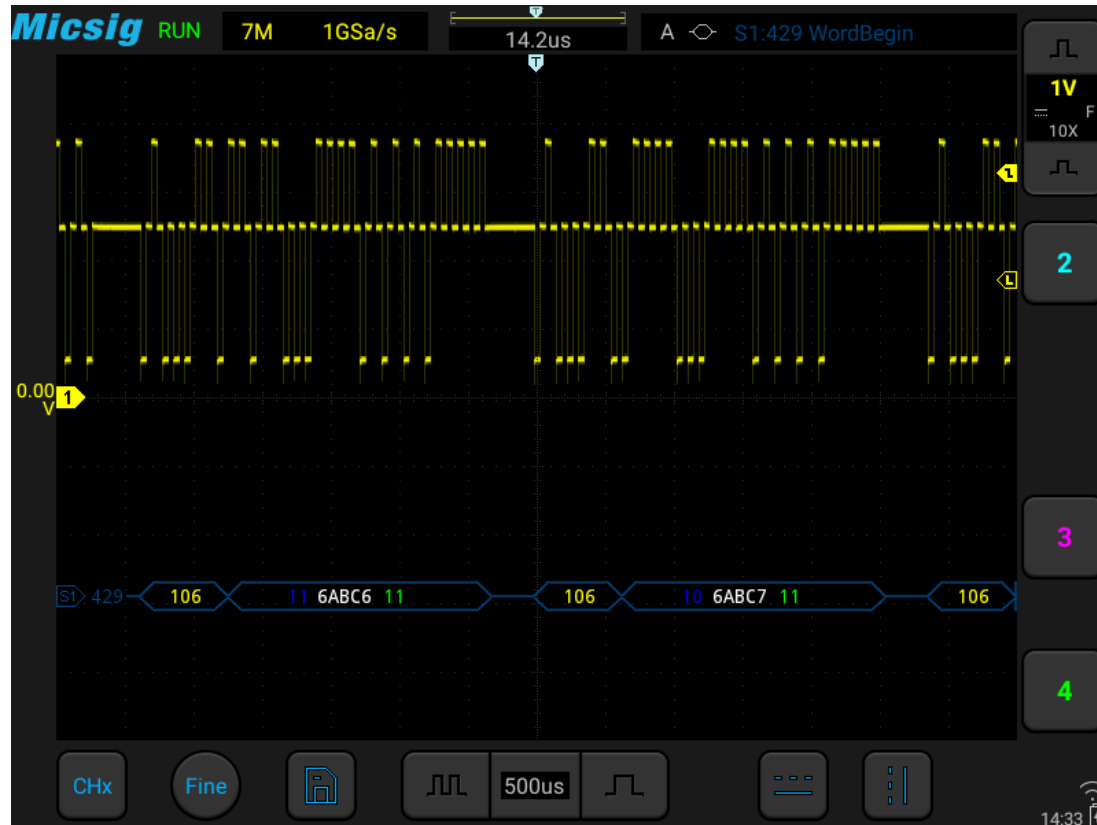 Micsig RUN 7M 1GSa/s 14.2us A S1:429 WordBegin
T
T
1V
F
10X
L
2
L
0.00
V
1
3
S1 429 106 11 6ABC6 11 106 10 6ABC7 11 106
4
CHx Fine 500us
14:33